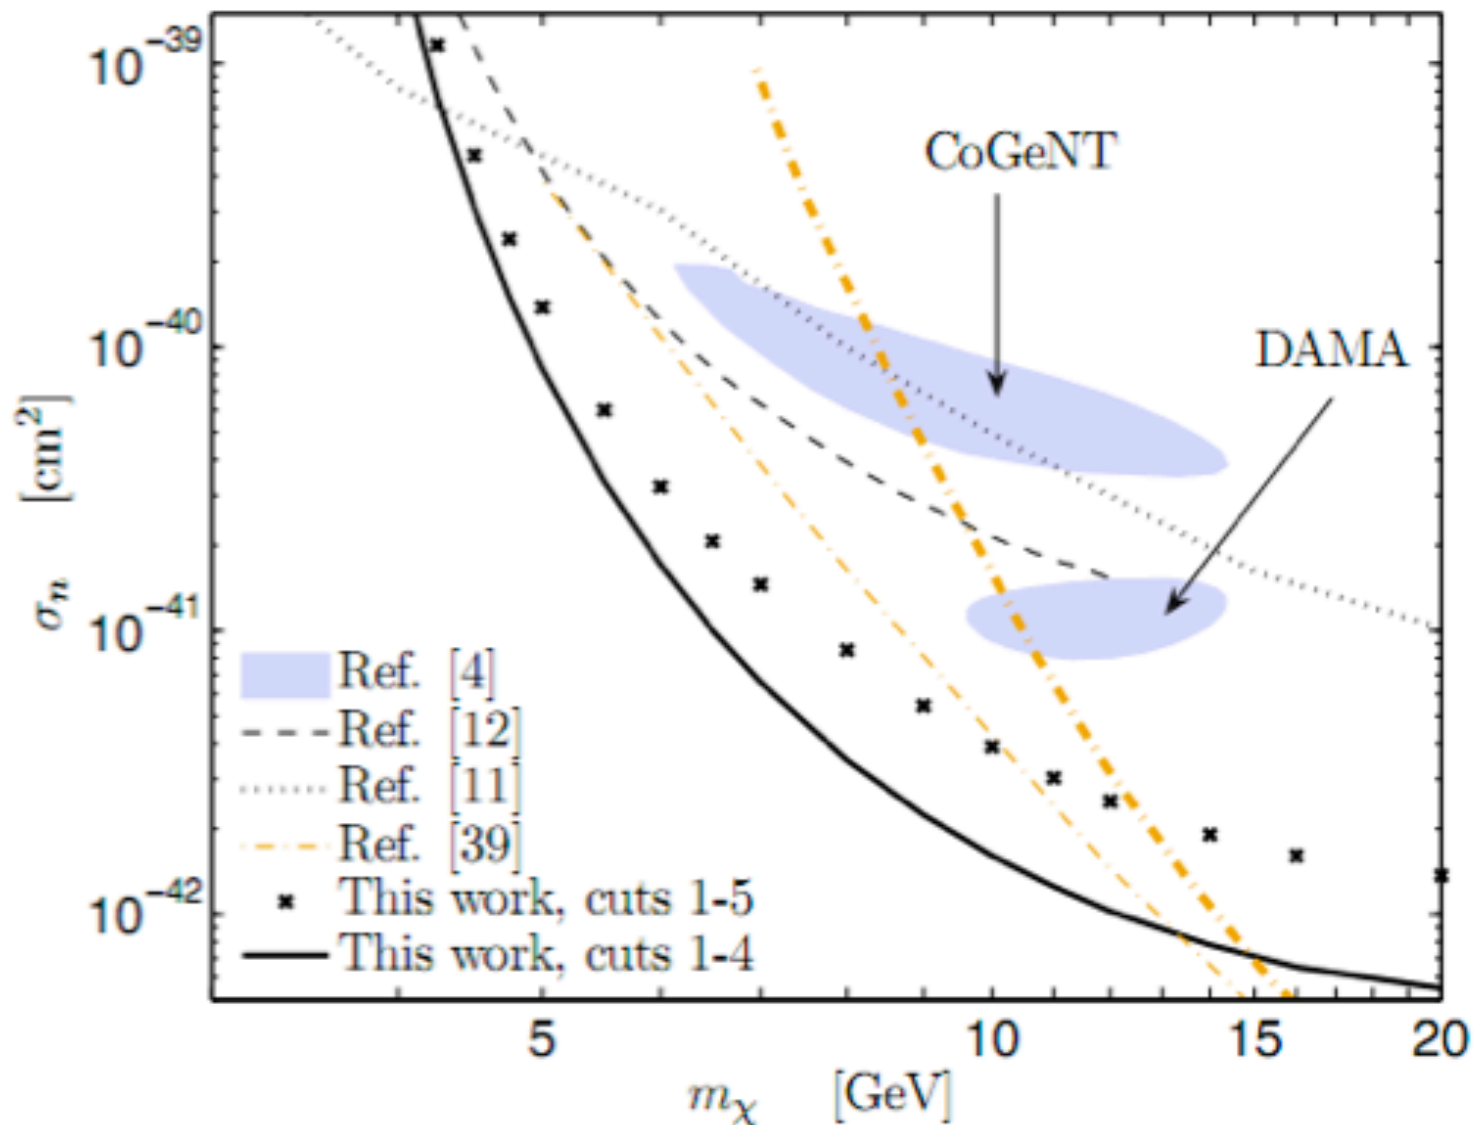 10−39
10−40
10−41
10−42
σn [cm2]
CoGeNT
DAMA
Ref. [4]
Ref. [12]
Ref. [11]
Ref. [39]
This work, cuts 1-5
This work, cuts 1-4
5
10
15
20
mχ [GeV]